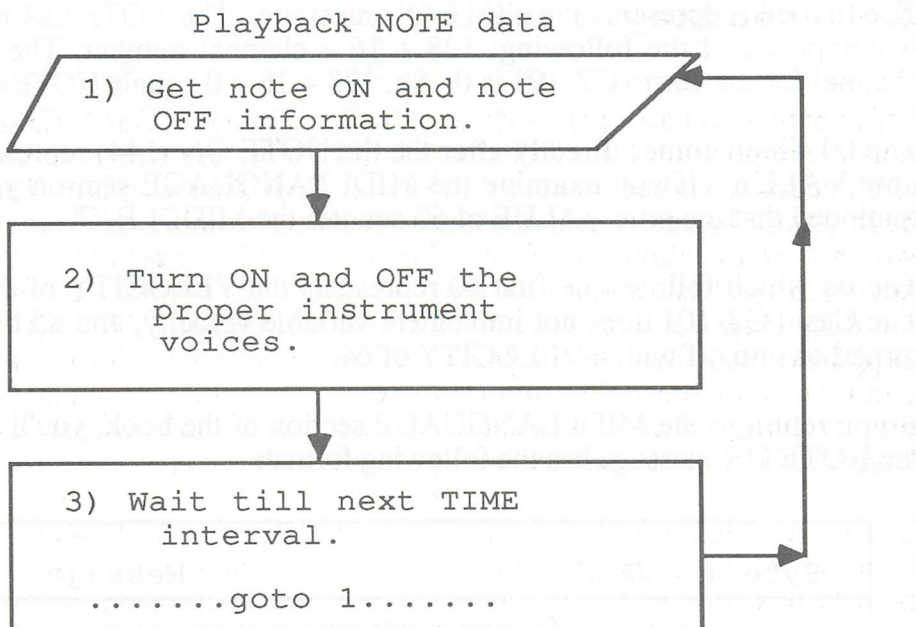 Playback NOTE data
1) Get note ON and note
OFF information.
2) Turn ON and OFF the
proper instrument
voices.
3) Wait till next TIME
interval.
........goto 1.......